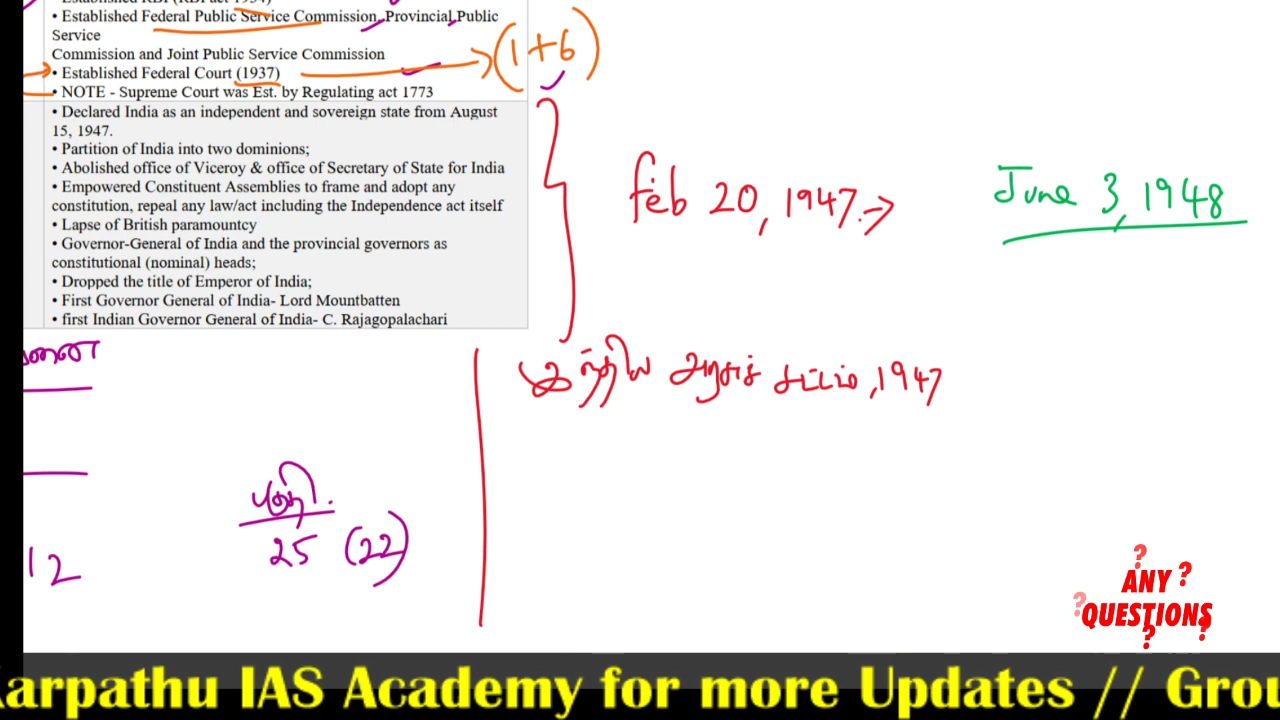 • Established Federal Public Service Commission, Provincial Public
Service
Commission and Joint Public Service Commission
• Established Federal Court (1937)
(1+6)
• NOTE - Supreme Court was Est. by Regulating act 1773
• Declared India as an independent and sovereign state from August
15, 1947.
• Partition of India into two dominions;
• Abolished office of Viceroy & office of Secretary of State for India
• Empowered Constituent Assemblies to frame and adopt any
constitution, repeal any law/act including the Independence act itself
• Lapse of British paramountcy
• Governor-General of India and the provincial governors as
constitutional (nominal) heads;
• Dropped the title of Emperor of India;
• First Governor General of India- Lord Mountbatten
• first Indian Governor General of India- C. Rajagopalachari
Feb 20, 1947 →
June 3, 1948
இந்திய அரசுச் சட்டம், 1947
பகுதி.
25 (22)
12
ANY
QUESTIONS
Karpathu IAS Academy for more Updates // Grou